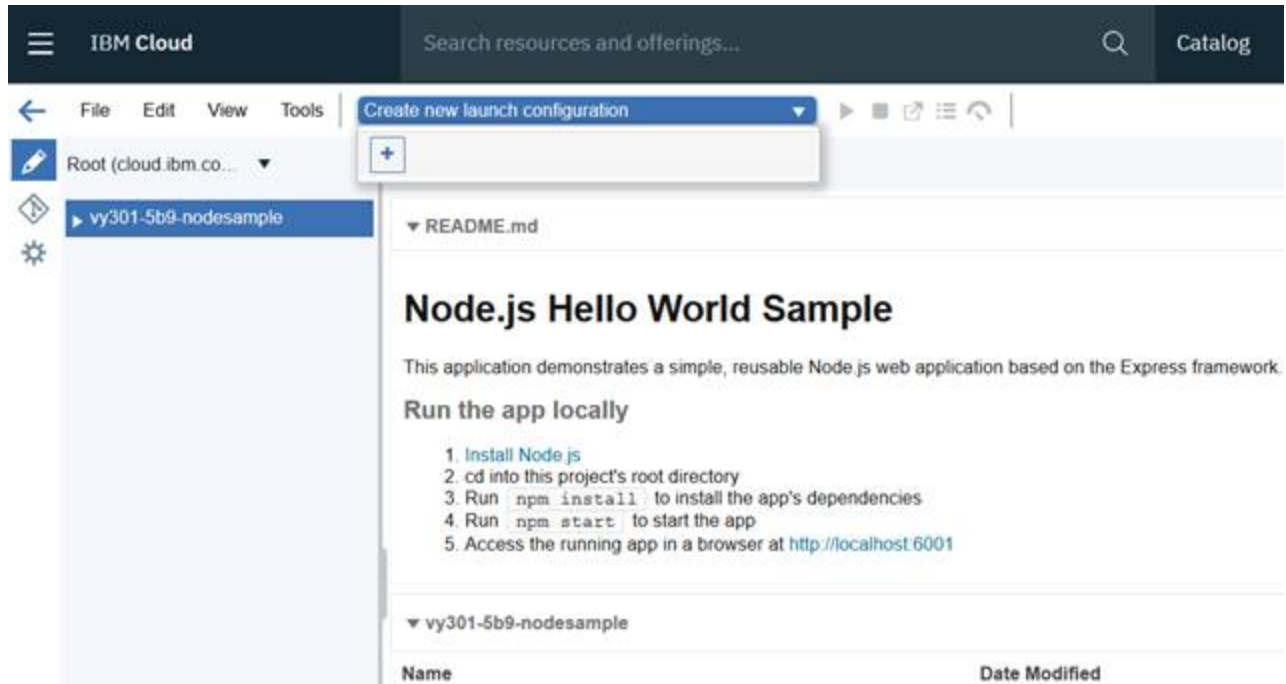 IBM Cloud
Search resources and offerings...
Catalog
File Edit View Tools
Create new launch configuration
+
Root (cloud.ibm.co...
vy301-5b9-nodesample
README.md
Node.js Hello World Sample
This application demonstrates a simple, reusable Node.js web application based on the Express framework.
Run the app locally
1. Install Node.js
2. cd into this project's root directory
3. Run npm install to install the app's dependencies
4. Run npm start to start the app
5. Access the running app in a browser at http://localhost:6001
vy301-5b9-nodesample
Name Date Modified